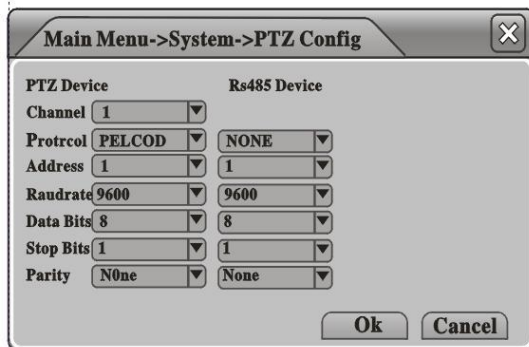 Main Menu->System->PTZ Config
PTZ Device Rs485 Device
Channel 1
Protrcol PELCOD NONE
Address 1 1
Raudrate 9600 9600
Data Bits 8 8
Stop Bits 1 1
Parity N0ne None
Ok Cancel